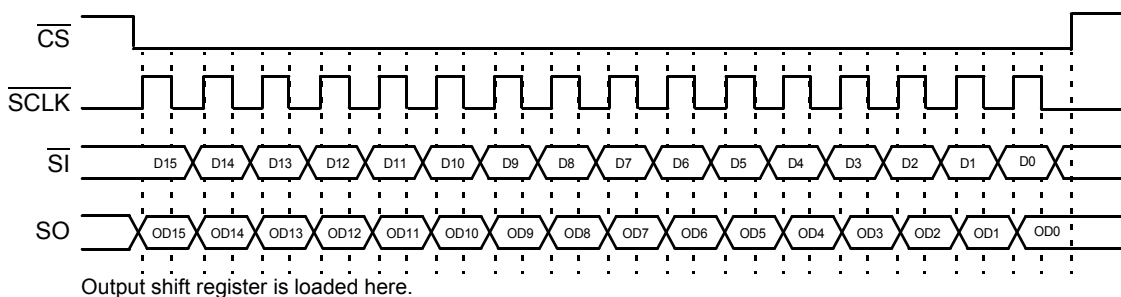 CS
SCLK
SI D15 D14 D13 D12 D11 D10 D9 D8 D7 D6 D5 D4 D3 D2 D1 D0
SO OD15 OD14 OD13 OD12 OD11 OD10 OD9 OD8 OD7 OD6 OD5 OD4 OD3 OD2 OD1 OD0
Output shift register is loaded here.